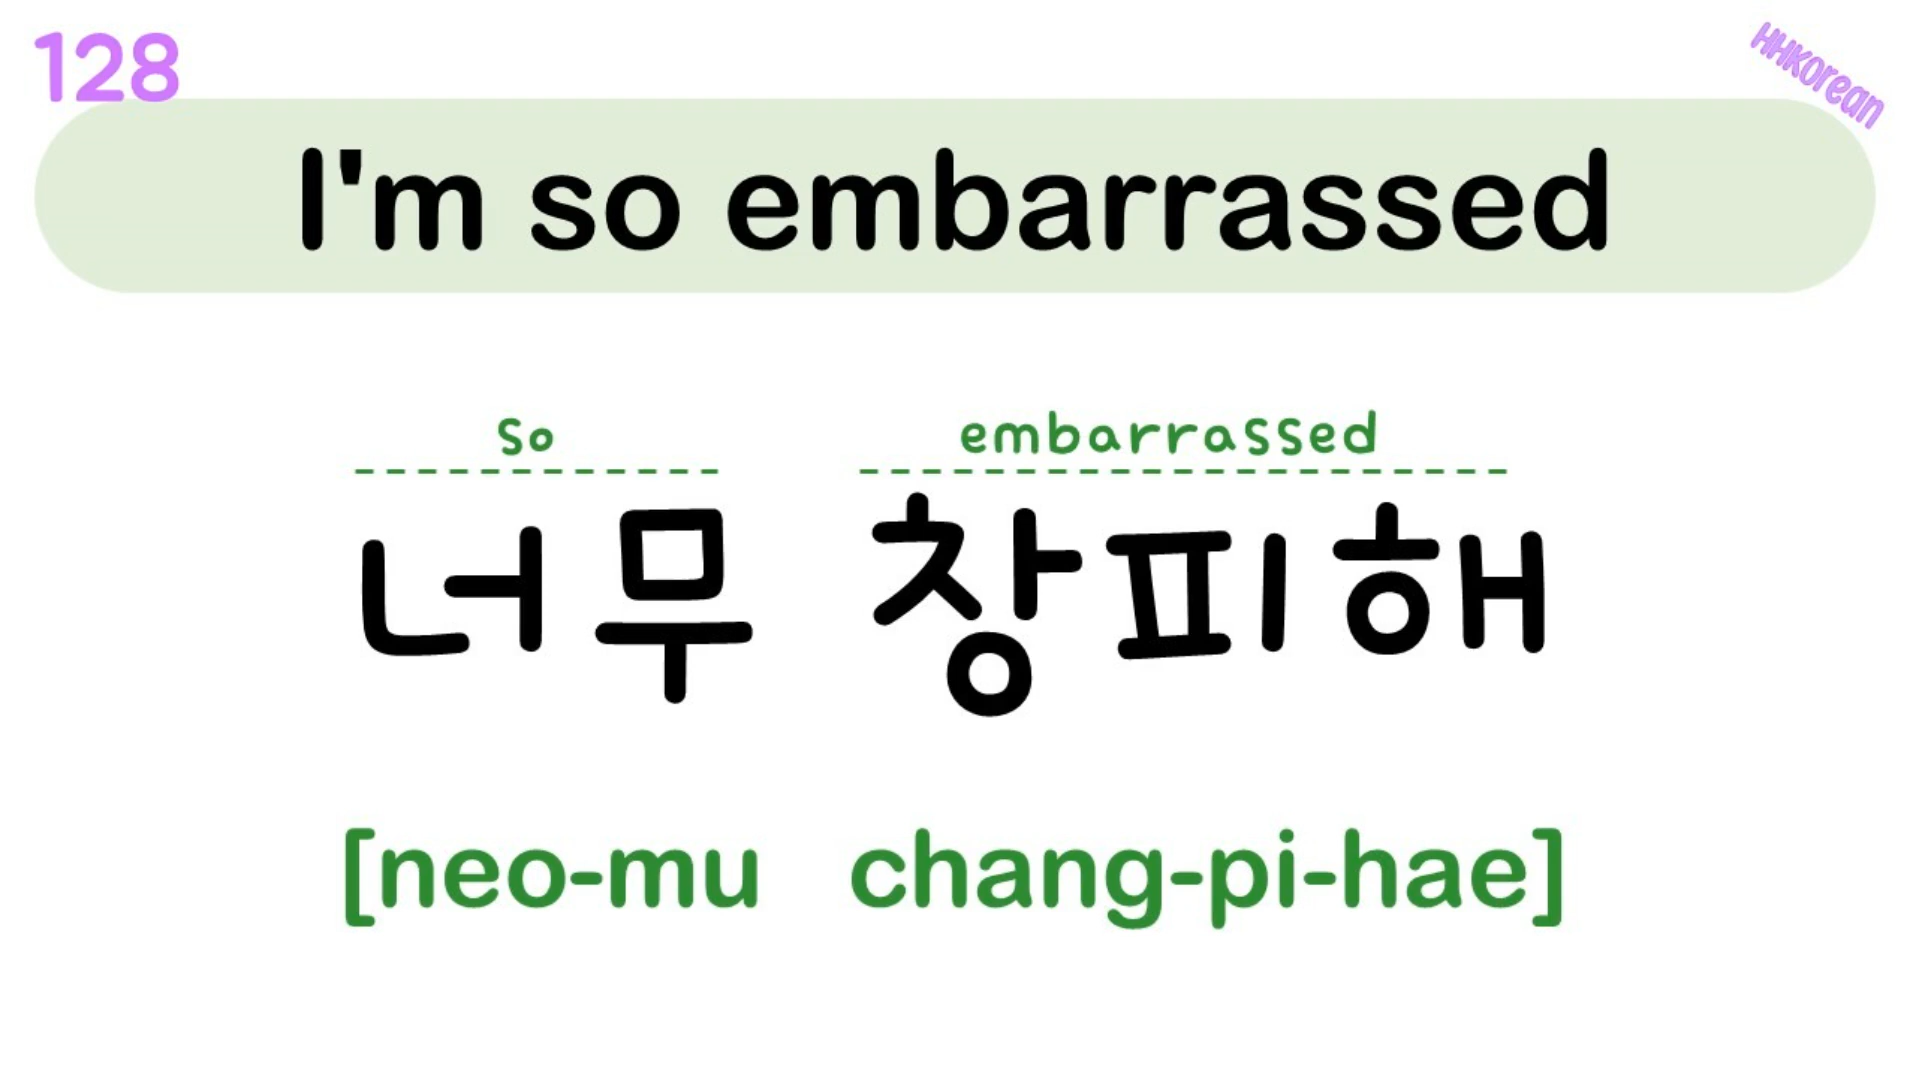 128
HHKorean
I'm so embarrassed
so embarrassed
너무 창피해
[neo-mu chang-pi-hae]